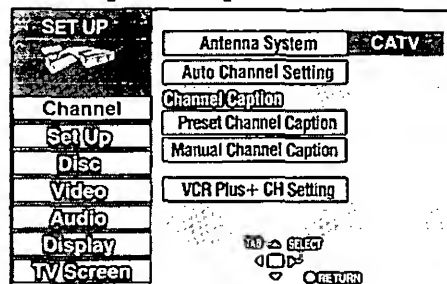 SET UP
Channel
Set Up
Disc
Video
Audio
Display
TV Screen
Antenna System CATV
Auto Channel Setting
Channel Caption
Preset Channel Caption
Manual Channel Caption
VCR Plus+ CH Setting
TAB SELECT
RETURN